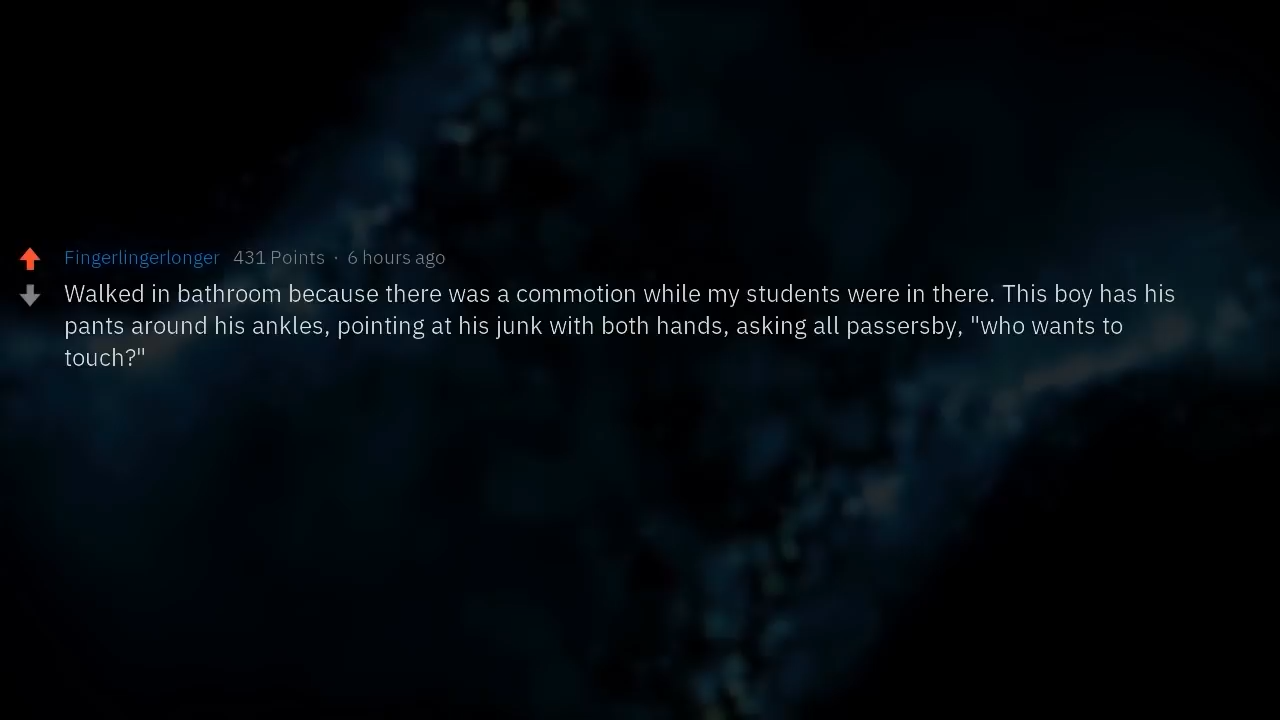 Fingerlingerlonger 431 Points · 6 hours ago
Walked in bathroom because there was a commotion while my students were in there. This boy has his
pants around his ankles, pointing at his junk with both hands, asking all passersby, "who wants to
touch?"